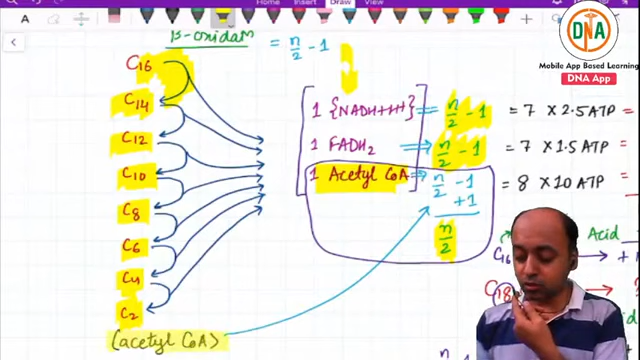 Home Insert Draw View
DNA
Mobile App Based Learning
DNA App
β-oxidatn = n/2 - 1
C16
C14
C12
C10
C8
C6
C4
C2
(acetyl CoA)
1 {NADH+H+} ⇒ n/2 - 1 = 7 × 2.5 ATP =
1 FADH2 ⇒ n/2 - 1 = 7 × 1.5 ATP =
1 Acetyl CoA ⇒ n/2 - 1 = 8 × 10 ATP
+1
n/2
Acid
C16 → +
C18 →